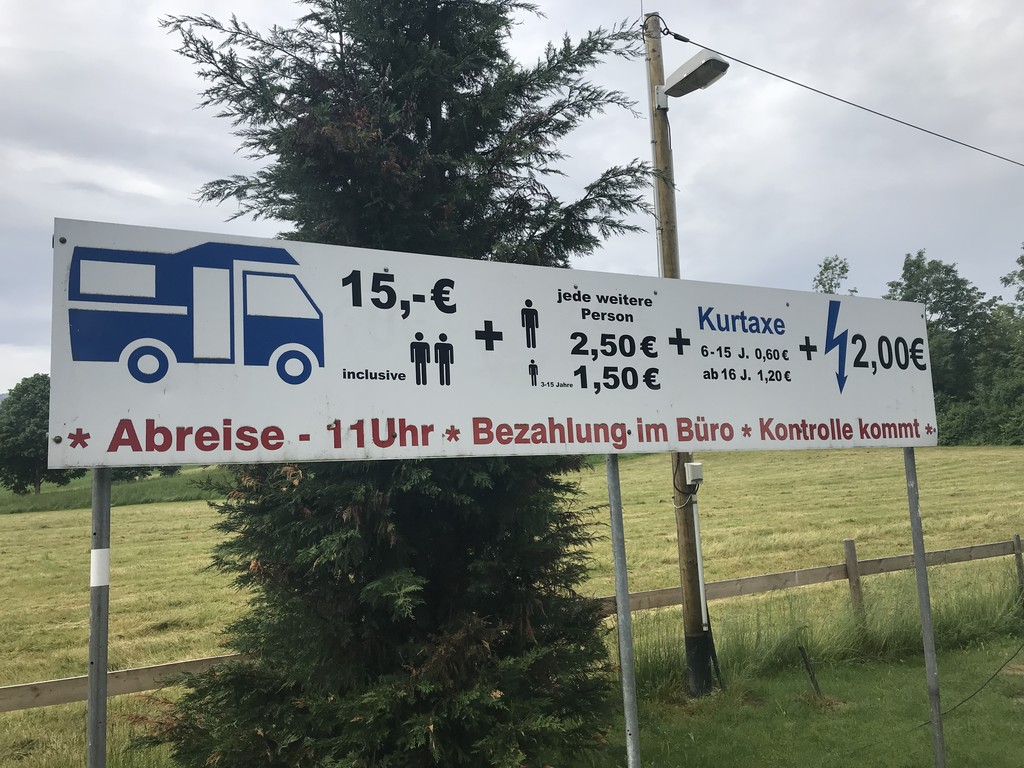 15,-€
inclusive
+
jede weitere
Person
2,50€
3-15 Jahre 1,50€
+
Kurtaxe
6-15 J. 0,60€
ab 16 J. 1,20€
+
2,00€
* Abreise - 11Uhr * Bezahlung im Büro * Kontrolle kommt *